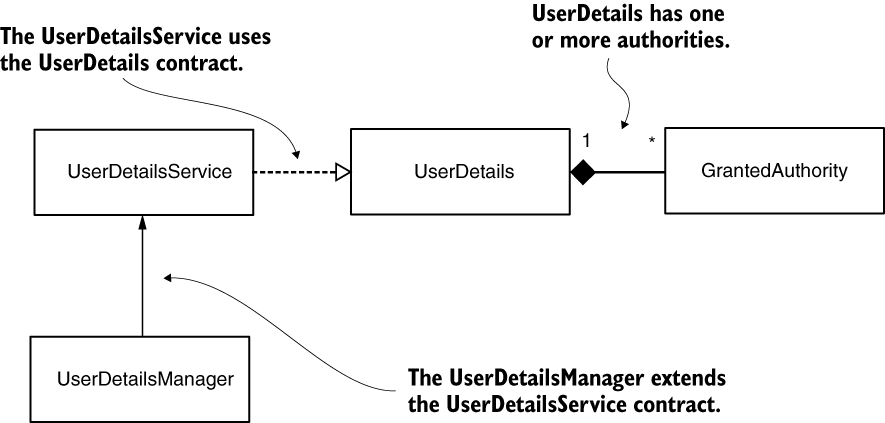 The UserDetailsService uses
the UserDetails contract.
UserDetails has one
or more authorities.
UserDetailsService
UserDetails
1
*
GrantedAuthority
UserDetailsManager
The UserDetailsManager extends
the UserDetailsService contract.